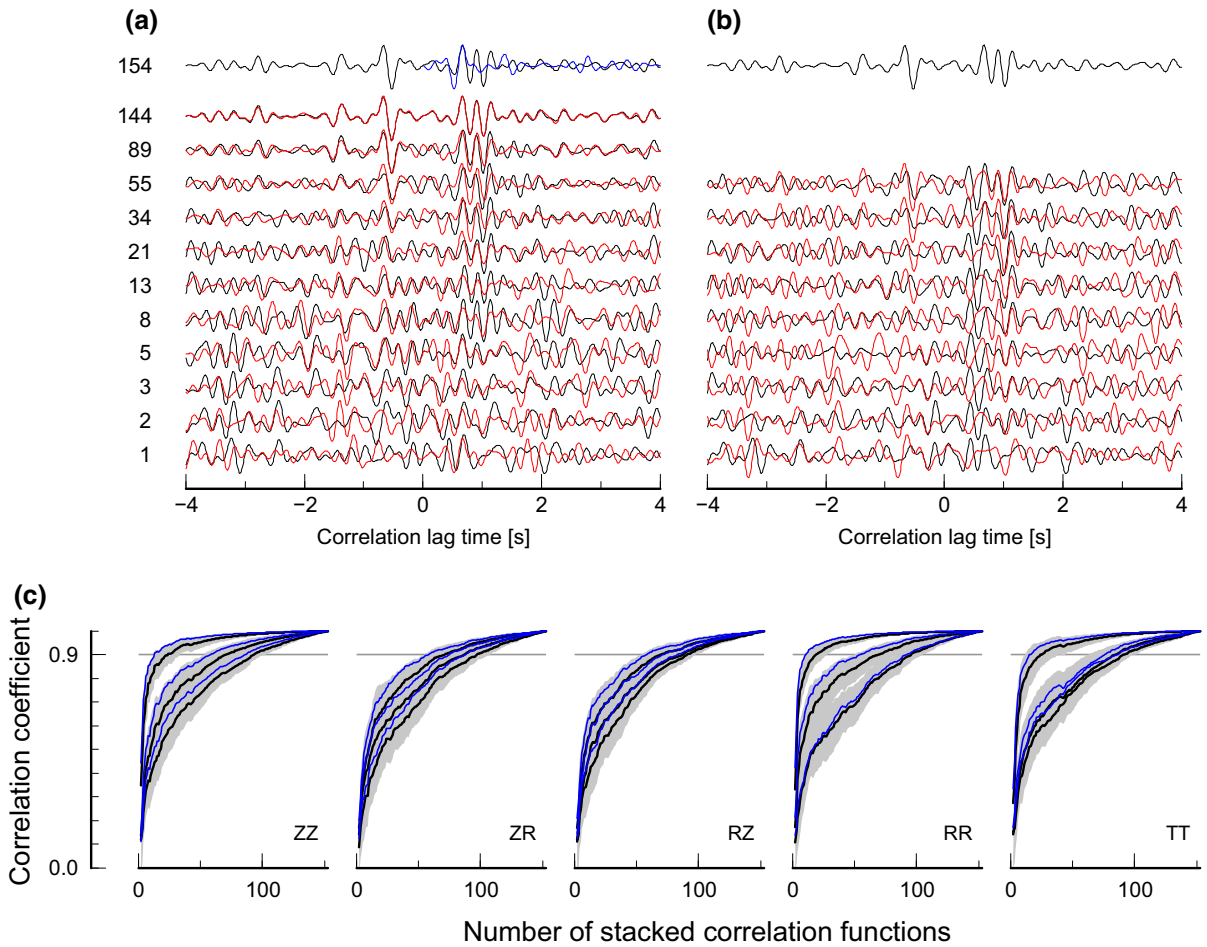 (a)
(b)
154
144
89
55
34
21
13
8
5
3
2
1
−4 −2 0 2 4
−4 −2 0 2 4
Correlation lag time [s]
Correlation lag time [s]
(c)
Correlation coefficient
0.9
0.0
ZZ
ZR
RZ
RR
TT
0 100
0 100
0 100
0 100
0 100
Number of stacked correlation functions